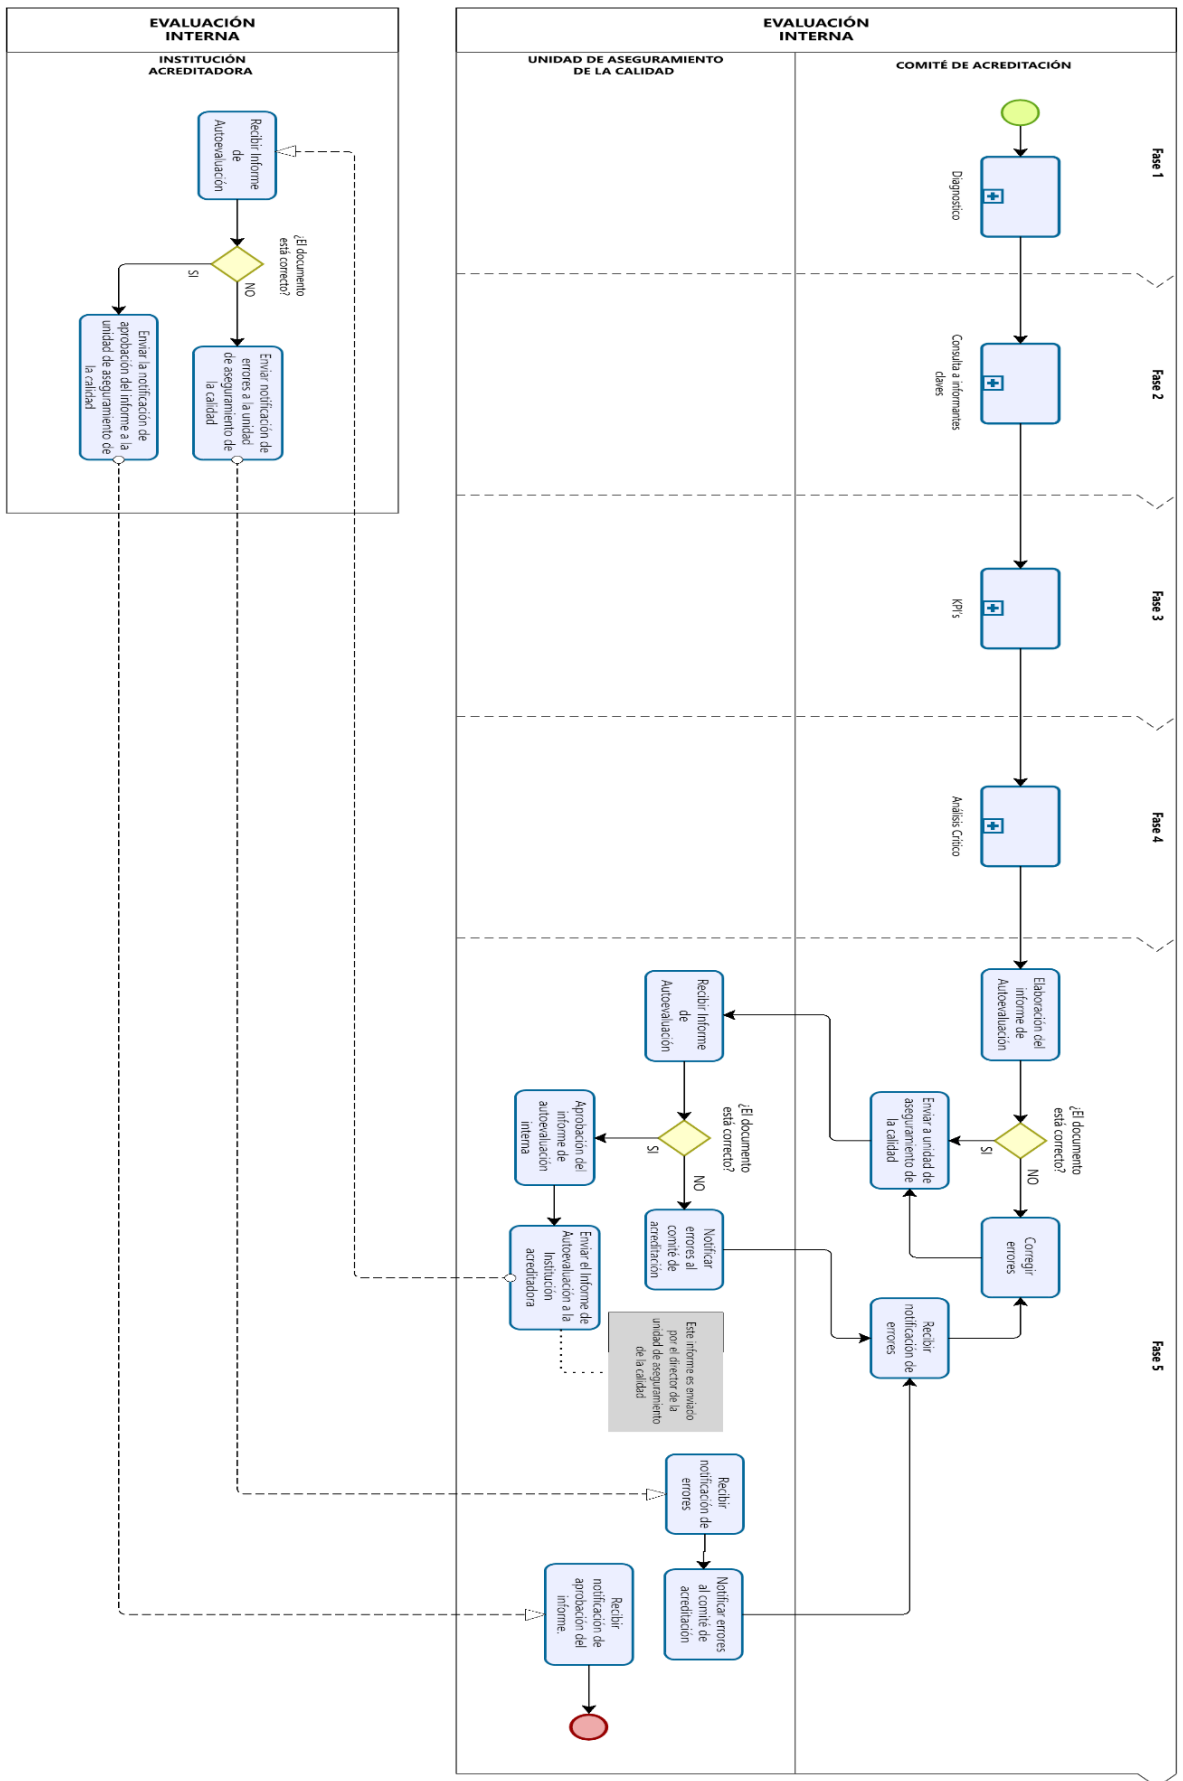 EVALUACIÓN
INTERNA
INSTITUCIÓN
ACREDITADORA
Recibir Informe
de
Autoevaluación
¿El documento
está correcto?
SI
NO
Enviar la notificación de
aprobación del informe a la
unidad de aseguramiento de
la calidad
Enviar notificación de
errores a la unidad
de aseguramiento de
la calidad
EVALUACIÓN
INTERNA
UNIDAD DE ASEGURAMIENTO
DE LA CALIDAD
COMITÉ DE ACREDITACIÓN
Fase 1
Diagnostico
Fase 2
Consulta a informantes
claves
Fase 3
KPI's
Fase 4
Análisis Crítico
Fase 5
Elaboración del
informe de
Autoevaluación
¿El documento
está correcto?
SI
NO
Enviar a unidad de
aseguramiento de
la calidad
Corregir
errores
Recibir
notificación de
errores
Recibir Informe
de
Autoevaluación
¿El documento
está correcto?
SI
NO
Aprobación del
informe de
autoevaluación
interna
Notificar
errores al
comité de
acreditación
Enviar el Informe de
Autoevaluación a la
Institución
acreditadora
Este informe es enviado
por el director de la
unidad de aseguramiento
de la calidad
Recibir
notificación de
errores
Notificar errores
al comité de
acreditación
Recibir
notificación de
aprobación del
informe.